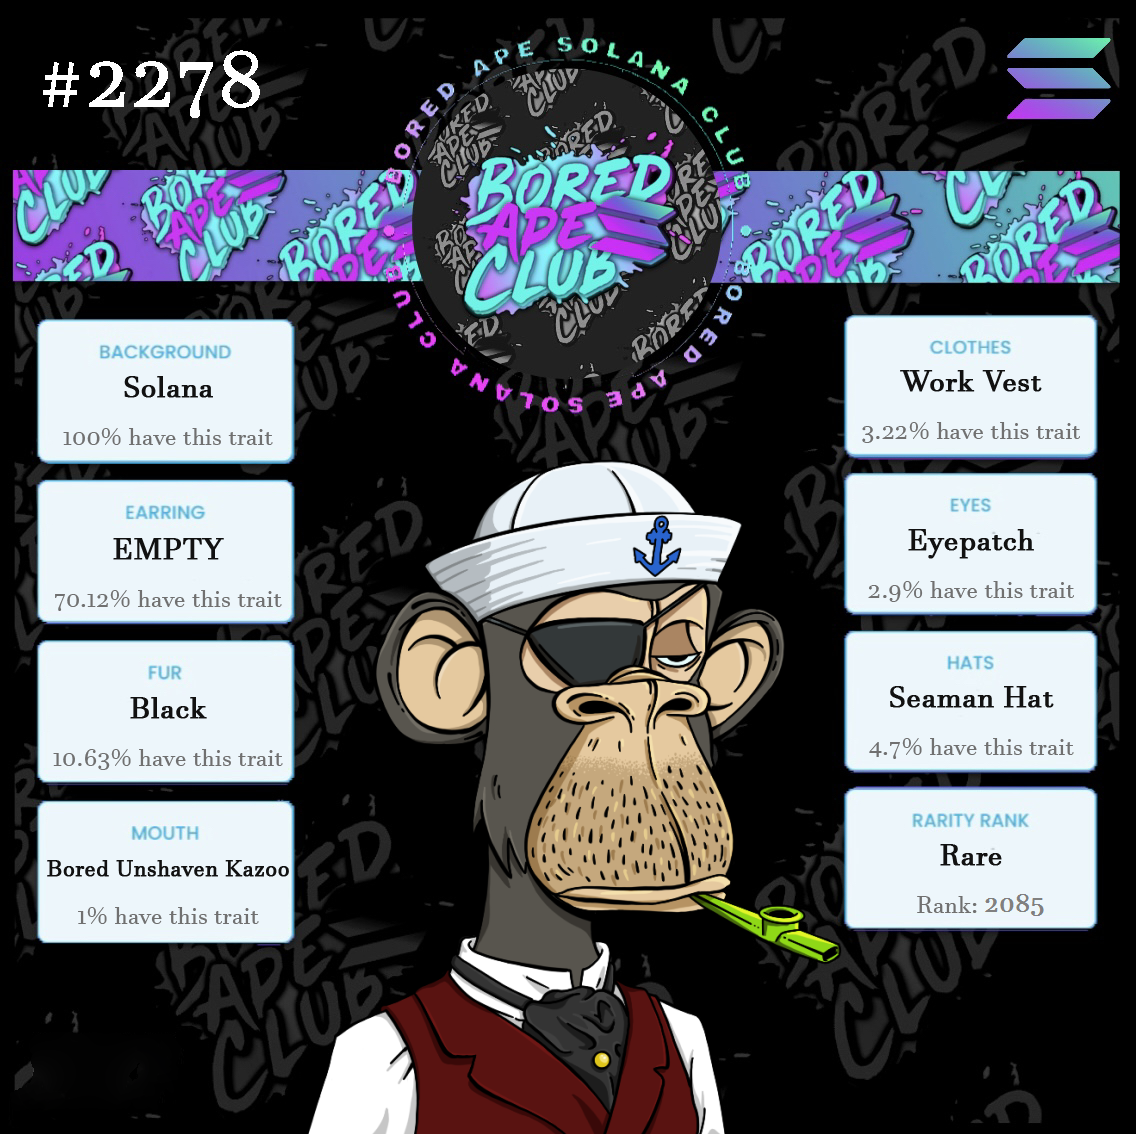 #2278
BORED APE SOLANA CLUB
BORED APE SOLANA CLUB
BORED
APE
CLUB
BACKGROUND
Solana
100% have this trait
EARRING
EMPTY
70.12% have this trait
FUR
Black
10.63% have this trait
MOUTH
Bored Unshaven Kazoo
1% have this trait
CLOTHES
Work Vest
3.22% have this trait
EYES
Eyepatch
2.9% have this trait
HATS
Seaman Hat
4.7% have this trait
RARITY RANK
Rare
Rank: 2085